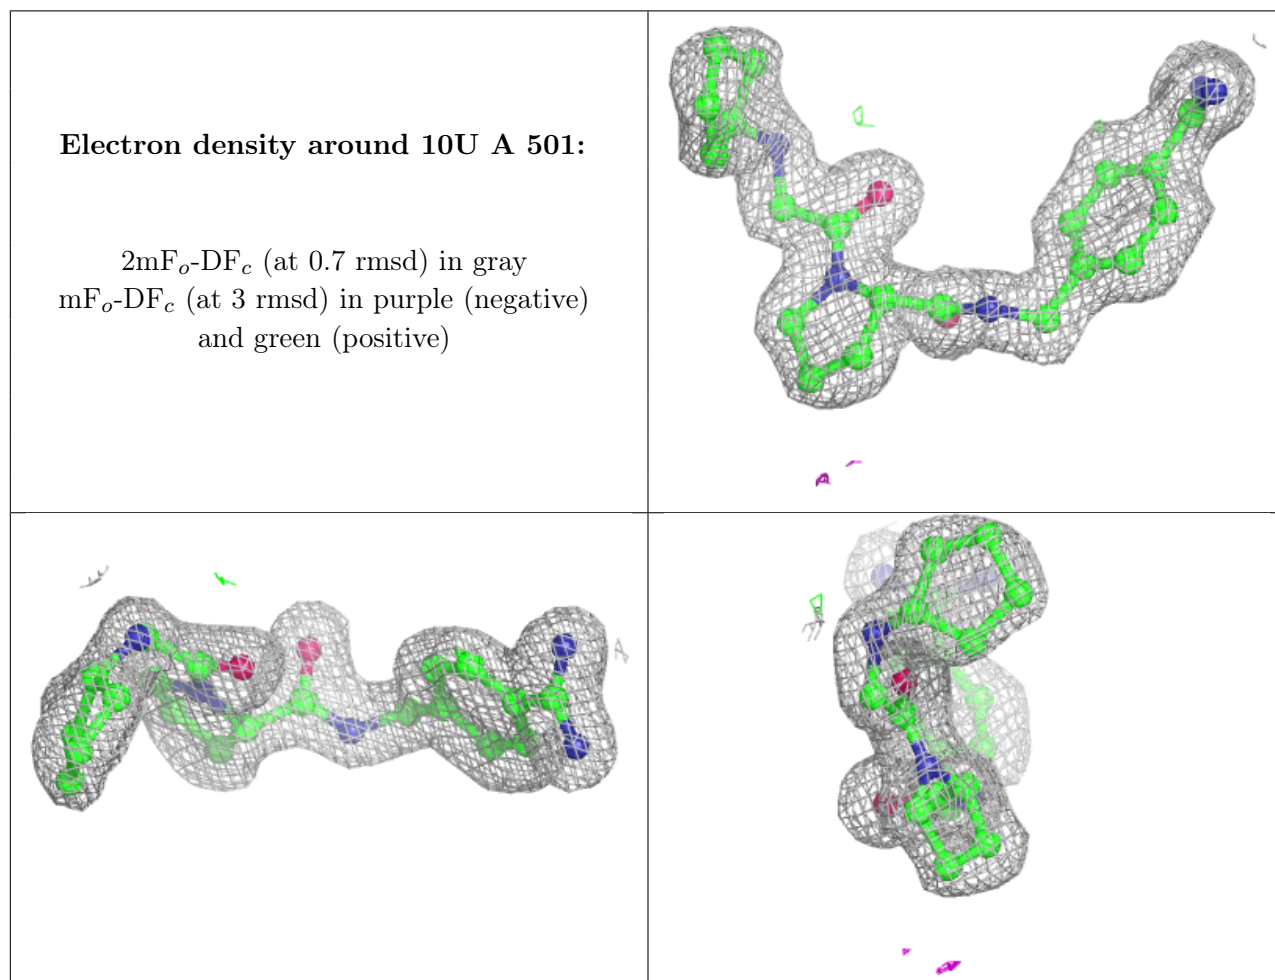 Electron density around 10U A 501:
2mFo-DFc (at 0.7 rmsd) in gray
mFo-DFc (at 3 rmsd) in purple (negative)
and green (positive)